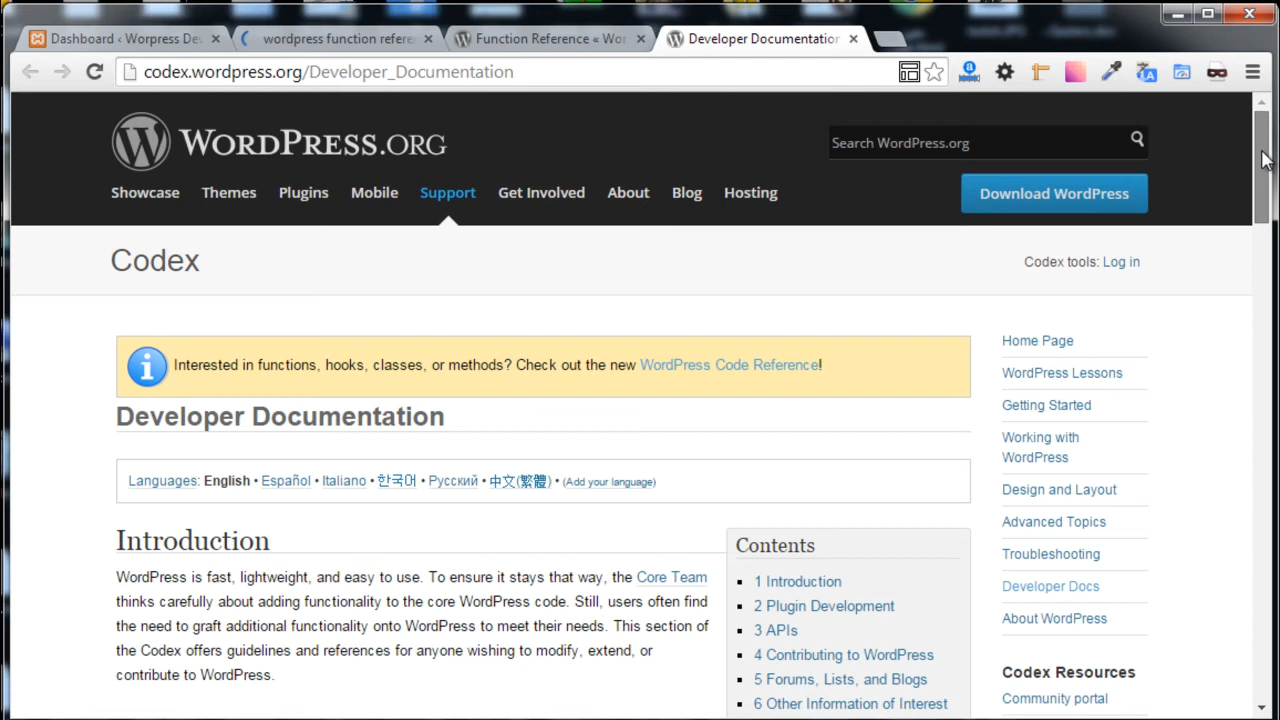 Dashboard ‹ Worpress Dev
wordpress function refere
Function Reference « Wor
Developer Documentation
codex.wordpress.org/Developer_Documentation
WORDPRESS.ORG
Search WordPress.org
Showcase
Themes
Plugins
Mobile
Support
Get Involved
About
Blog
Hosting
Download WordPress
Codex
Codex tools: Log in
Interested in functions, hooks, classes, or methods? Check out the new WordPress Code Reference!
Developer Documentation
Languages: English • Español • Italiano • 한국어 • Русский • 中文(繁體) • (Add your language)
Introduction
WordPress is fast, lightweight, and easy to use. To ensure it stays that way, the Core Team
thinks carefully about adding functionality to the core WordPress code. Still, users often find
the need to graft additional functionality onto WordPress to meet their needs. This section of
the Codex offers guidelines and references for anyone wishing to modify, extend, or
contribute to WordPress.
Contents
1 Introduction
2 Plugin Development
3 APIs
4 Contributing to WordPress
5 Forums, Lists, and Blogs
6 Other Information of Interest
Home Page
WordPress Lessons
Getting Started
Working with
WordPress
Design and Layout
Advanced Topics
Troubleshooting
Developer Docs
About WordPress
Codex Resources
Community portal